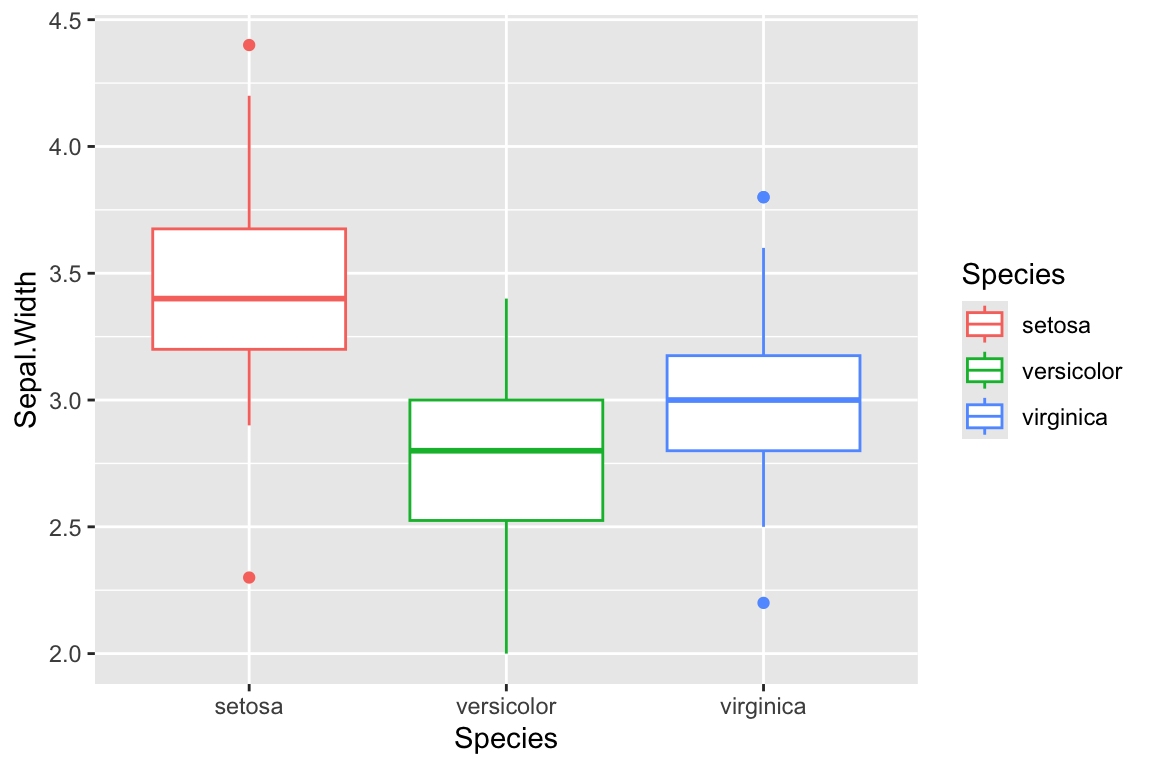 4.5
4.0
3.5
3.0
2.5
2.0
Sepal.Width
setosa versicolor virginica
Species
Species
setosa
versicolor
virginica